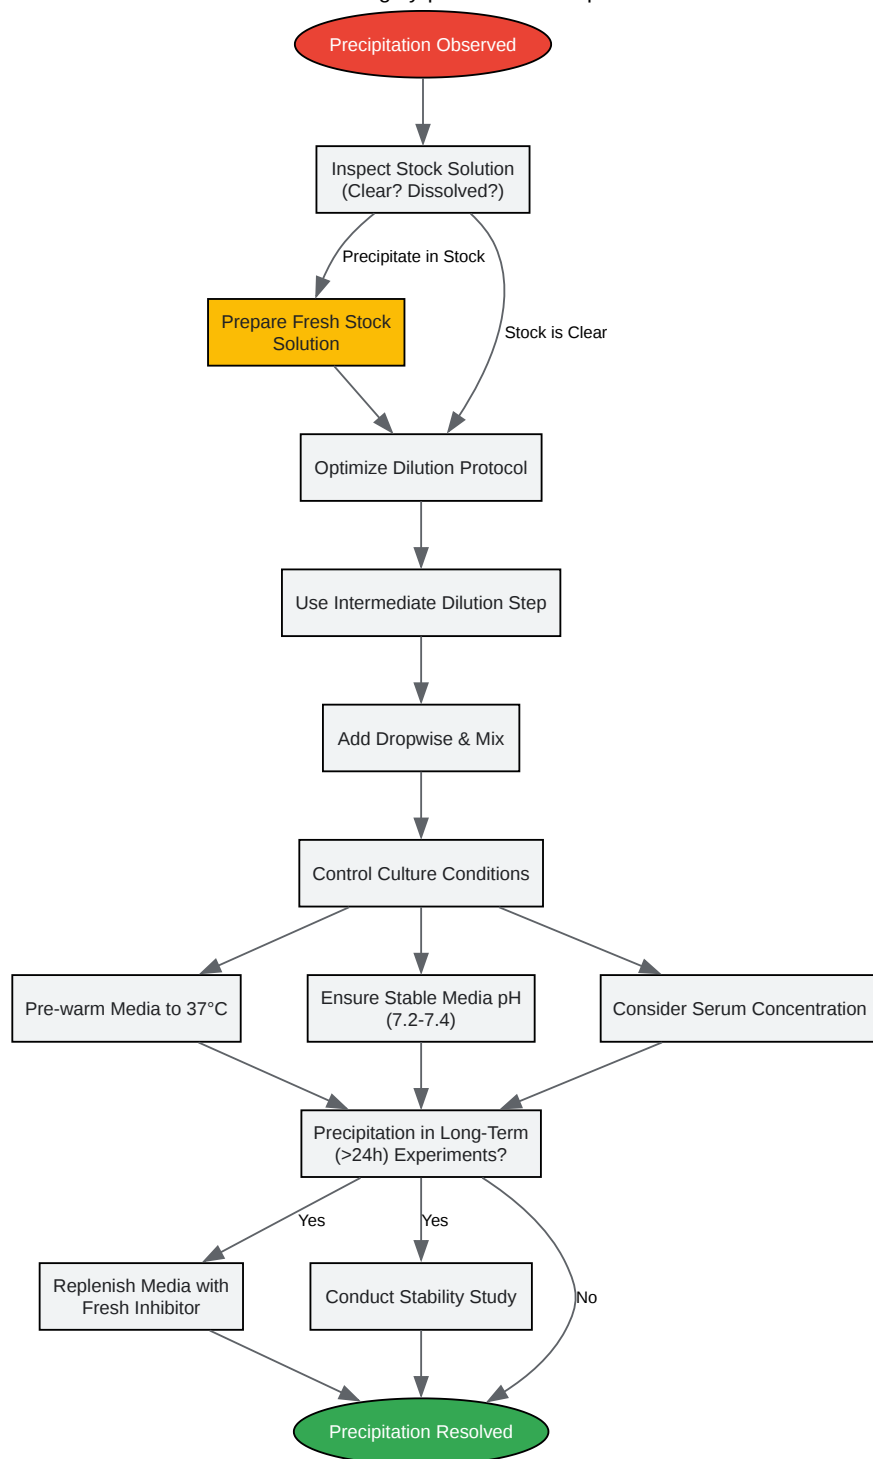 Precipitation Observed
Inspect Stock Solution
(Clear? Dissolved?)
Precipitate in Stock
Prepare Fresh Stock
Solution
Stock is Clear
Optimize Dilution Protocol
Use Intermediate Dilution Step
Add Dropwise & Mix
Control Culture Conditions
Pre-warm Media to 37°C
Ensure Stable Media pH
(7.2-7.4)
Consider Serum Concentration
Precipitation in Long-Term
(>24h) Experiments?
Yes
Yes
No
Replenish Media with
Fresh Inhibitor
Conduct Stability Study
Precipitation Resolved